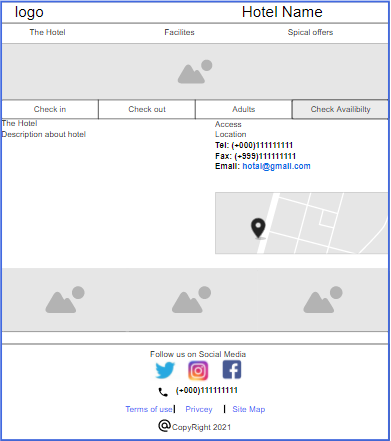 logo Hotel Name
The Hotel Facilites Spical offers
Check in Check out Adults Check Availibilty
The Hotel
Description about hotel
Access
Location
Tel: (+000)111111111
Fax: (+999)111111111
Email: hotal@gmail.com
Follow us on Social Media
(+000)111111111
Terms of use| Privcey | Site Map
@CopyRight 2021